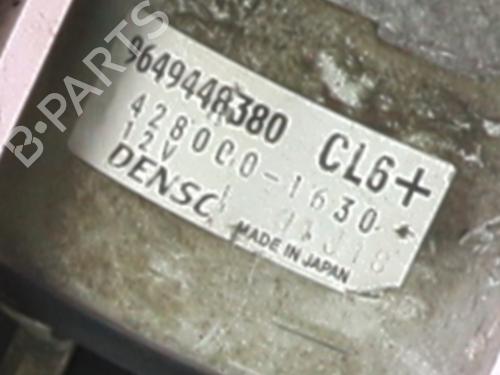 B-PARTS
964944R380 CL6+
428000-1630
12V
DENSO
MADE IN JAPAN